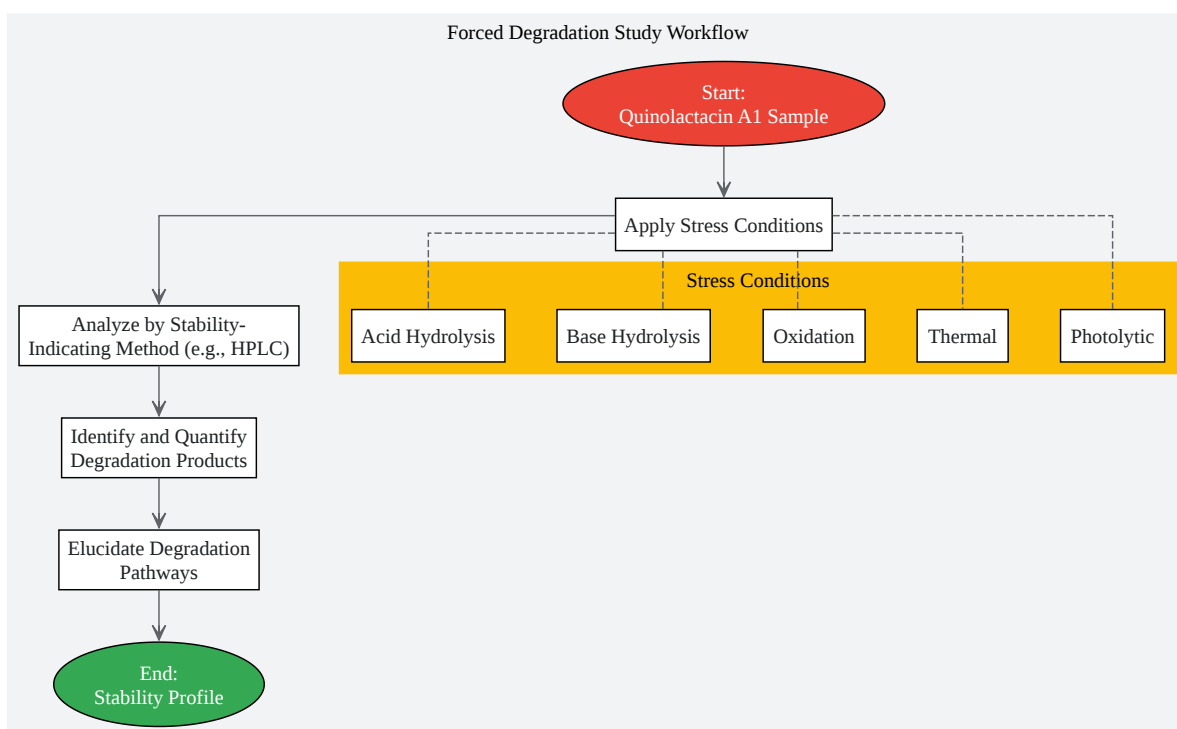 Forced Degradation Study Workflow
Start:
Quinolactacin A1 Sample
Apply Stress Conditions
Stress Conditions
Acid Hydrolysis
Base Hydrolysis
Oxidation
Thermal
Photolytic
Analyze by Stability-
Indicating Method (e.g., HPLC)
Identify and Quantify
Degradation Products
Elucidate Degradation
Pathways
End:
Stability Profile